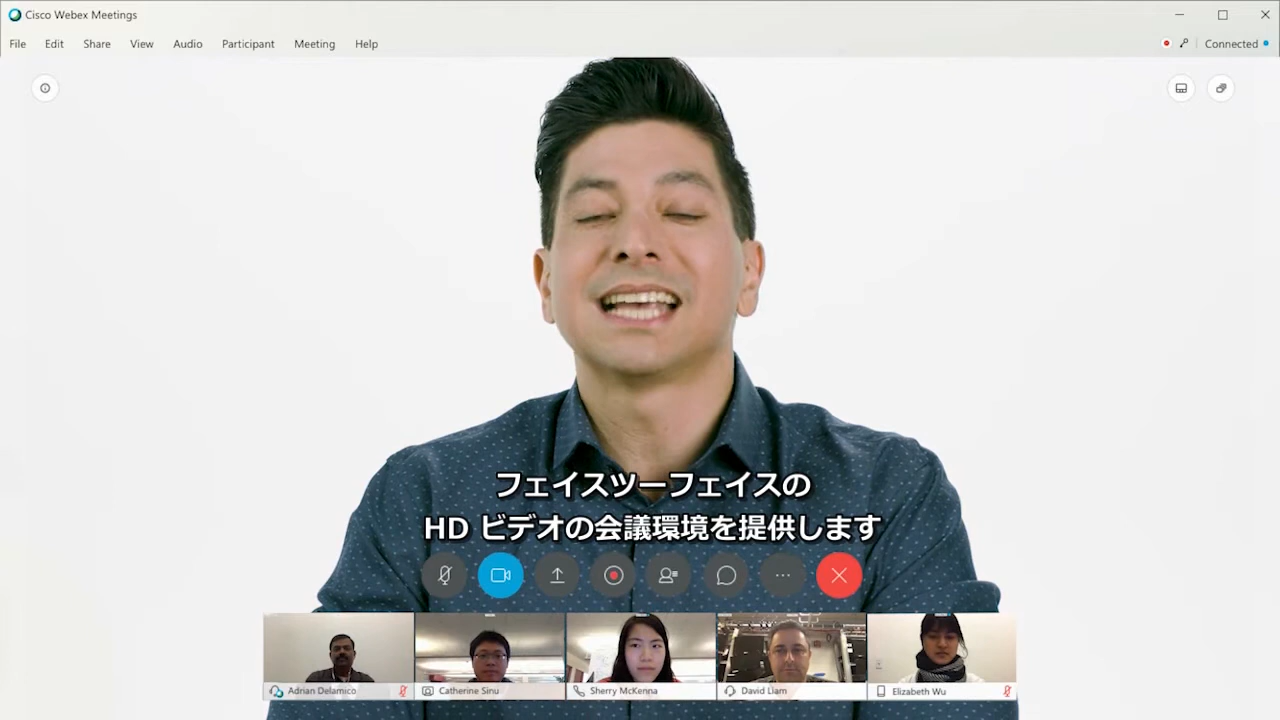 Cisco Webex Meetings
File Edit Share View Audio Participant Meeting Help
Connected
フェイスツーフェイスの
HD ビデオの会議環境を提供します
Adrian Delamico
Catherine Sinu
Sherry McKenna
David Liam
Elizabeth Wu